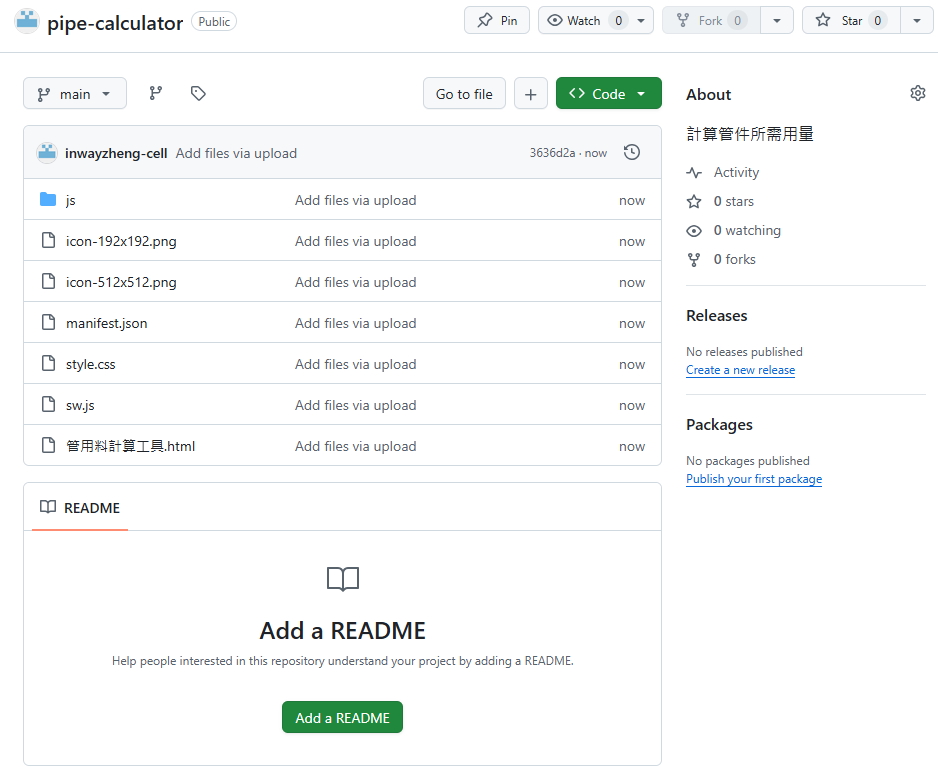 pipe-calculator Public Pin Watch 0 Fork 0 Star 0
main Go to file Code
About
inwayzheng-cell Add files via upload 3636d2a · now
計算管件所需用量
js Add files via upload now
icon-192x192.png Add files via upload now
icon-512x512.png Add files via upload now
manifest.json Add files via upload now
style.css Add files via upload now
sw.js Add files via upload now
管用料計算工具.html Add files via upload now
Activity
0 stars
0 watching
0 forks
Releases
No releases published
Create a new release
Packages
No packages published
Publish your first package
README
Add a README
Help people interested in this repository understand your project by adding a README.
Add a README